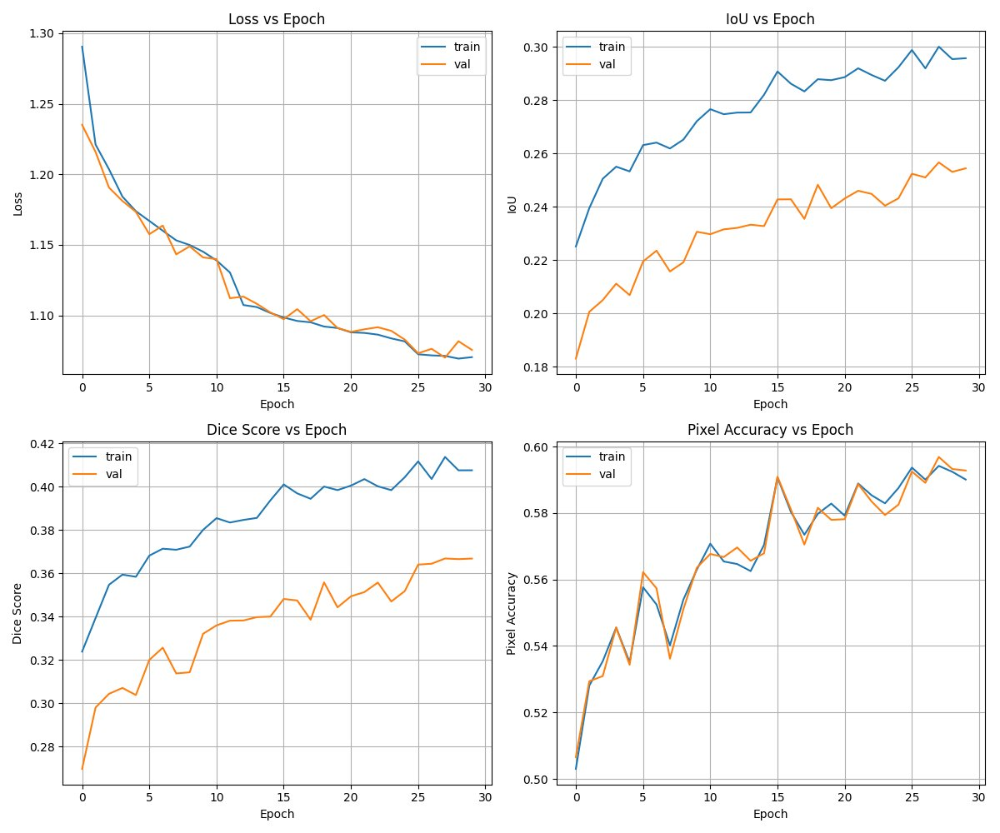 Loss vs Epoch
1.30
1.25
1.20
1.15
1.10
Loss
train
val
0 5 10 15 20 25 30
Epoch
IoU vs Epoch
0.30
0.28
0.26
0.24
0.22
0.20
0.18
IoU
train
val
0 5 10 15 20 25 30
Epoch
Dice Score vs Epoch
0.42
0.40
0.38
0.36
0.34
0.32
0.30
0.28
Dice Score
train
val
0 5 10 15 20 25 30
Epoch
Pixel Accuracy vs Epoch
0.60
0.58
0.56
0.54
0.52
0.50
Pixel Accuracy
train
val
0 5 10 15 20 25 30
Epoch